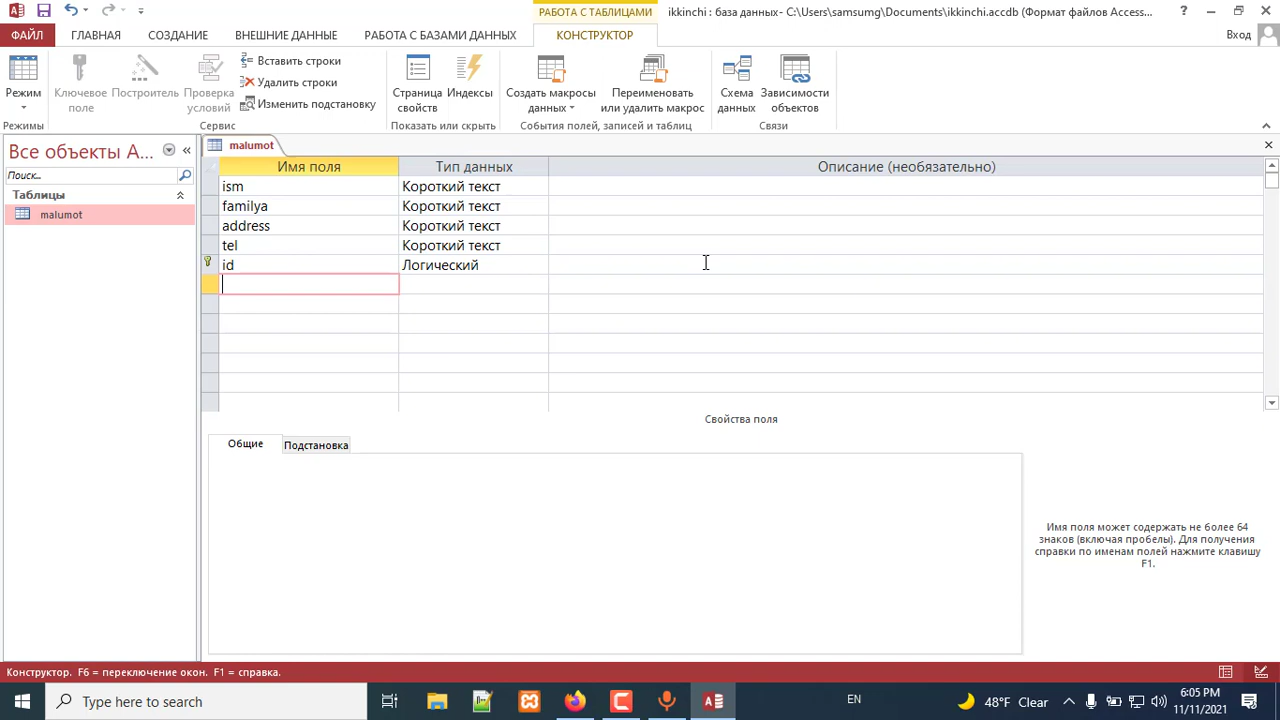 РАБОТА С ТАБЛИЦАМИ
ikkinchi : база данных- C:\Users\samsumg\Documents\ikkinchi.accdb (Формат файлов Access...
ФАЙЛ
ГЛАВНАЯ
СОЗДАНИЕ
ВНЕШНИЕ ДАННЫЕ
РАБОТА С БАЗАМИ ДАННЫХ
КОНСТРУКТОР
Вход
Режим
Ключевое
поле
Построитель
Проверка
условий
Вставить строки
Удалить строки
Изменить подстановку
Страница
свойств
Индексы
Создать макросы
данных
Переименовать
или удалить макрос
Схема
данных
Зависимости
объектов
Режимы
Сервис
Показать или скрыть
События полей, записей и таблиц
Связи
Все объекты A...
Поиск...
Таблицы
malumot
malumot
Имя поля Тип данных Описание (необязательно)
ism Короткий текст
familya Короткий текст
address Короткий текст
tel Короткий текст
id Логический
Свойства поля
Общие
Подстановка
Имя поля может содержать не более 64
знаков (включая пробелы). Для получения
справки по именам полей нажмите клавишу
F1.
Конструктор. F6 = переключение окон. F1 = справка.
Type here to search
EN
48°F Clear
6:05 PM
11/11/2021